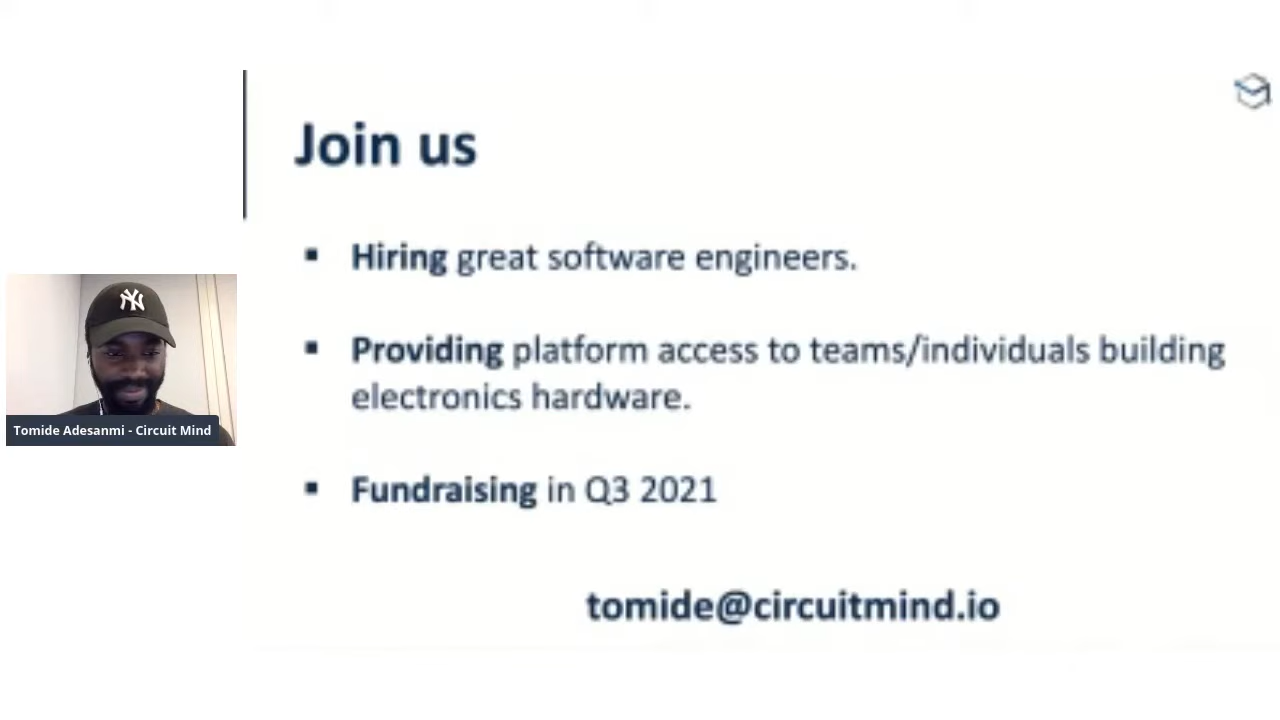 Join us
▪ Hiring great software engineers.
▪ Providing platform access to teams/individuals building
electronics hardware.
▪ Fundraising in Q3 2021
tomide@circuitmind.io
NY
Tomide Adesanmi - Circuit Mind